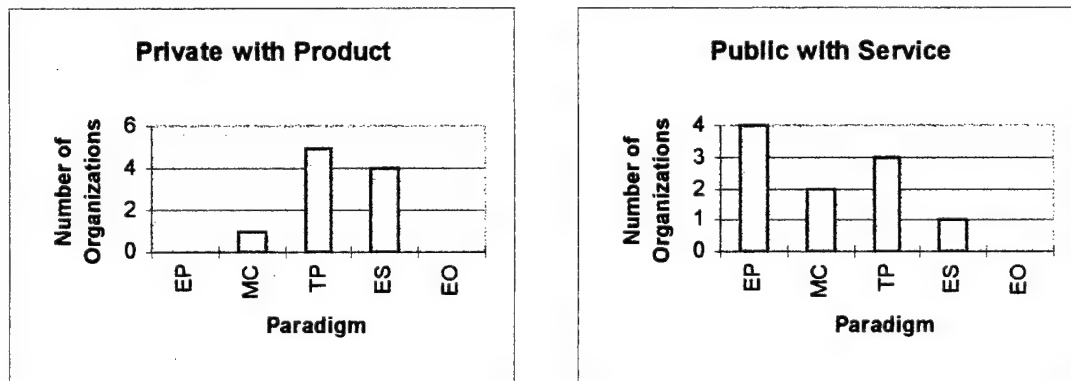 Private with Product
Number of
Organizations
6
4
2
0
EP
MC
TP
ES
EO
Paradigm
Public with Service
Number of
Organizations
4
3
2
1
0
EP
MC
TP
ES
EO
Paradigm